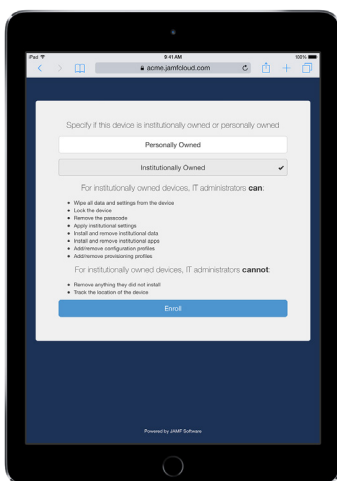 iPad
9:41 AM
100%
acme.jamfcloud.com
Specify if this device is institutionally owned or personally owned
Personally Owned
Institutionally Owned
For institutionally owned devices, IT administrators can:
Wipe all data and settings from the device
Lock the device
Remove the passcode
Apply institutional settings
Install and remove institutional data
Install and remove institutional apps
Add/remove configuration profiles
Add/remove provisioning profiles
For institutionally owned devices, IT administrators cannot:
Remove anything they did not install
Track the location of the device
Enroll
Powered by JAMF Software